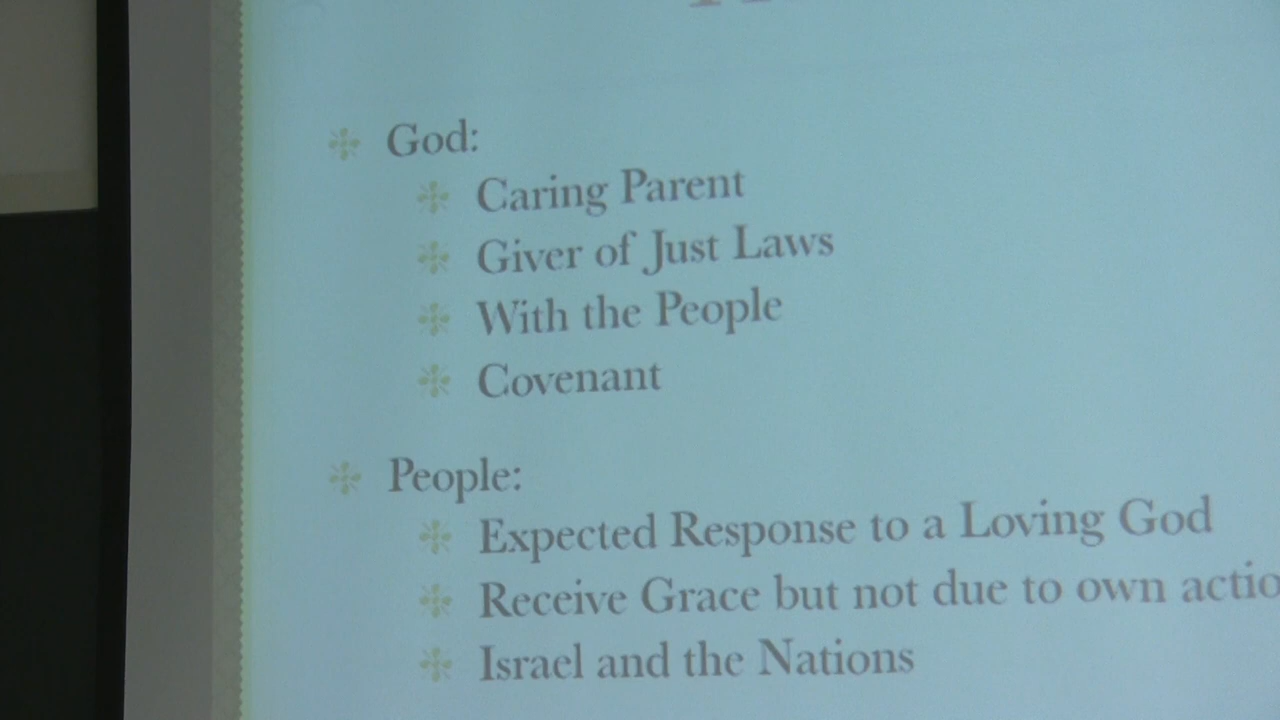 God:
Caring Parent
Giver of Just Laws
With the People
Covenant
People:
Expected Response to a Loving God
Receive Grace but not due to own
Israel and the Nations